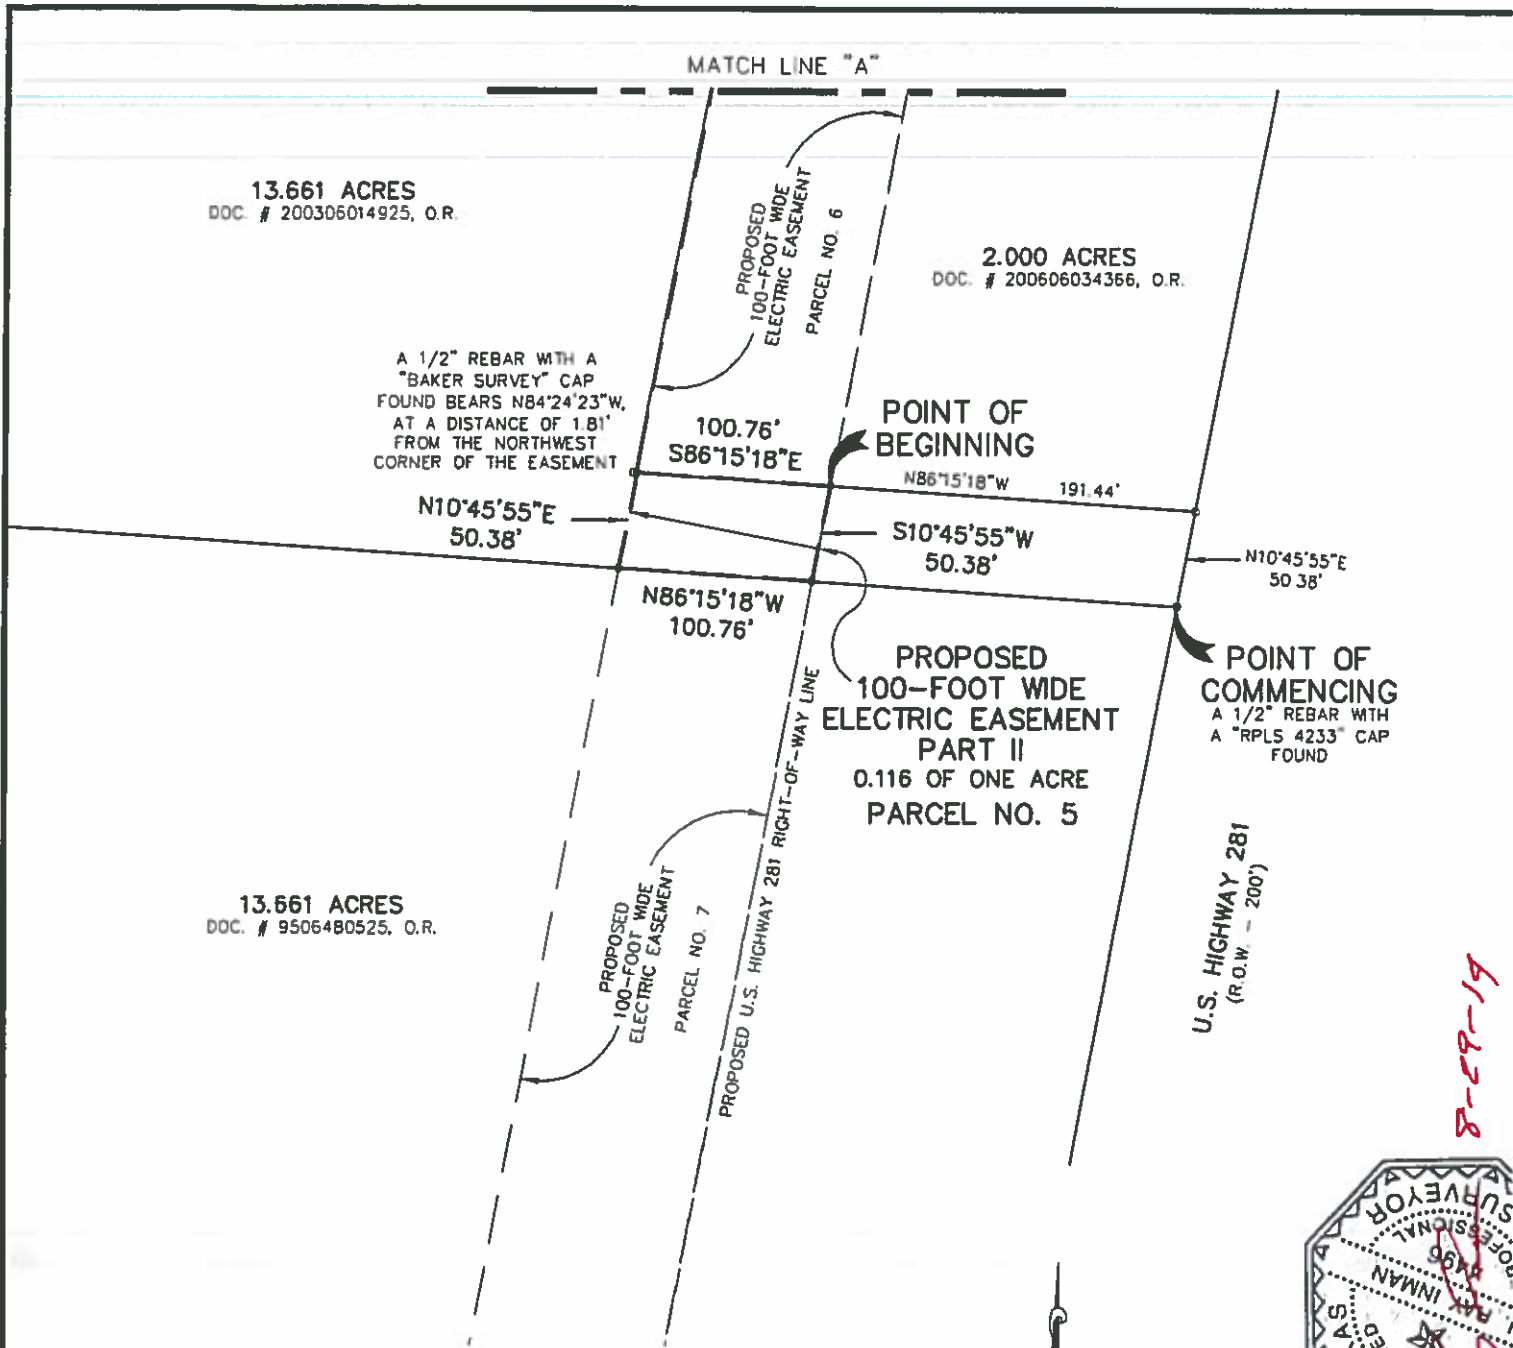 MATCH LINE "A"
13.661 ACRES
DOC. # 200306014925, O.R.
PROPOSED
100-FOOT WIDE
ELECTRIC EASEMENT
PARCEL NO. 6
2.000 ACRES
DOC. # 200606034366, O.R.
A 1/2" REBAR WITH A
"BAKER SURVEY" CAP
FOUND BEARS N84°24'23"W,
AT A DISTANCE OF 1.81'
FROM THE NORTHWEST
CORNER OF THE EASEMENT
100.76'
S86°15'18"E
POINT OF
BEGINNING
N86°15'18"W 191.44'
N10°45'55"E
50.38'
S10°45'55"W
50.38'
N10°45'55"E
50.38'
N86°15'18"W
100.76'
PROPOSED
100-FOOT WIDE
ELECTRIC EASEMENT
PART II
0.116 OF ONE ACRE
PARCEL NO. 5
POINT OF
COMMENCING
A 1/2" REBAR WITH
A "RPLS 4233" CAP
FOUND
PROPOSED U.S. HIGHWAY 281 RIGHT-OF-WAY LINE
13.661 ACRES
DOC. # 9506480525, O.R.
PROPOSED
100-FOOT WIDE
ELECTRIC EASEMENT
PARCEL NO. 7
U.S. HIGHWAY 281
(R.O.W. - 200')
8-29-19
SURVEYOR
4496
INMAN